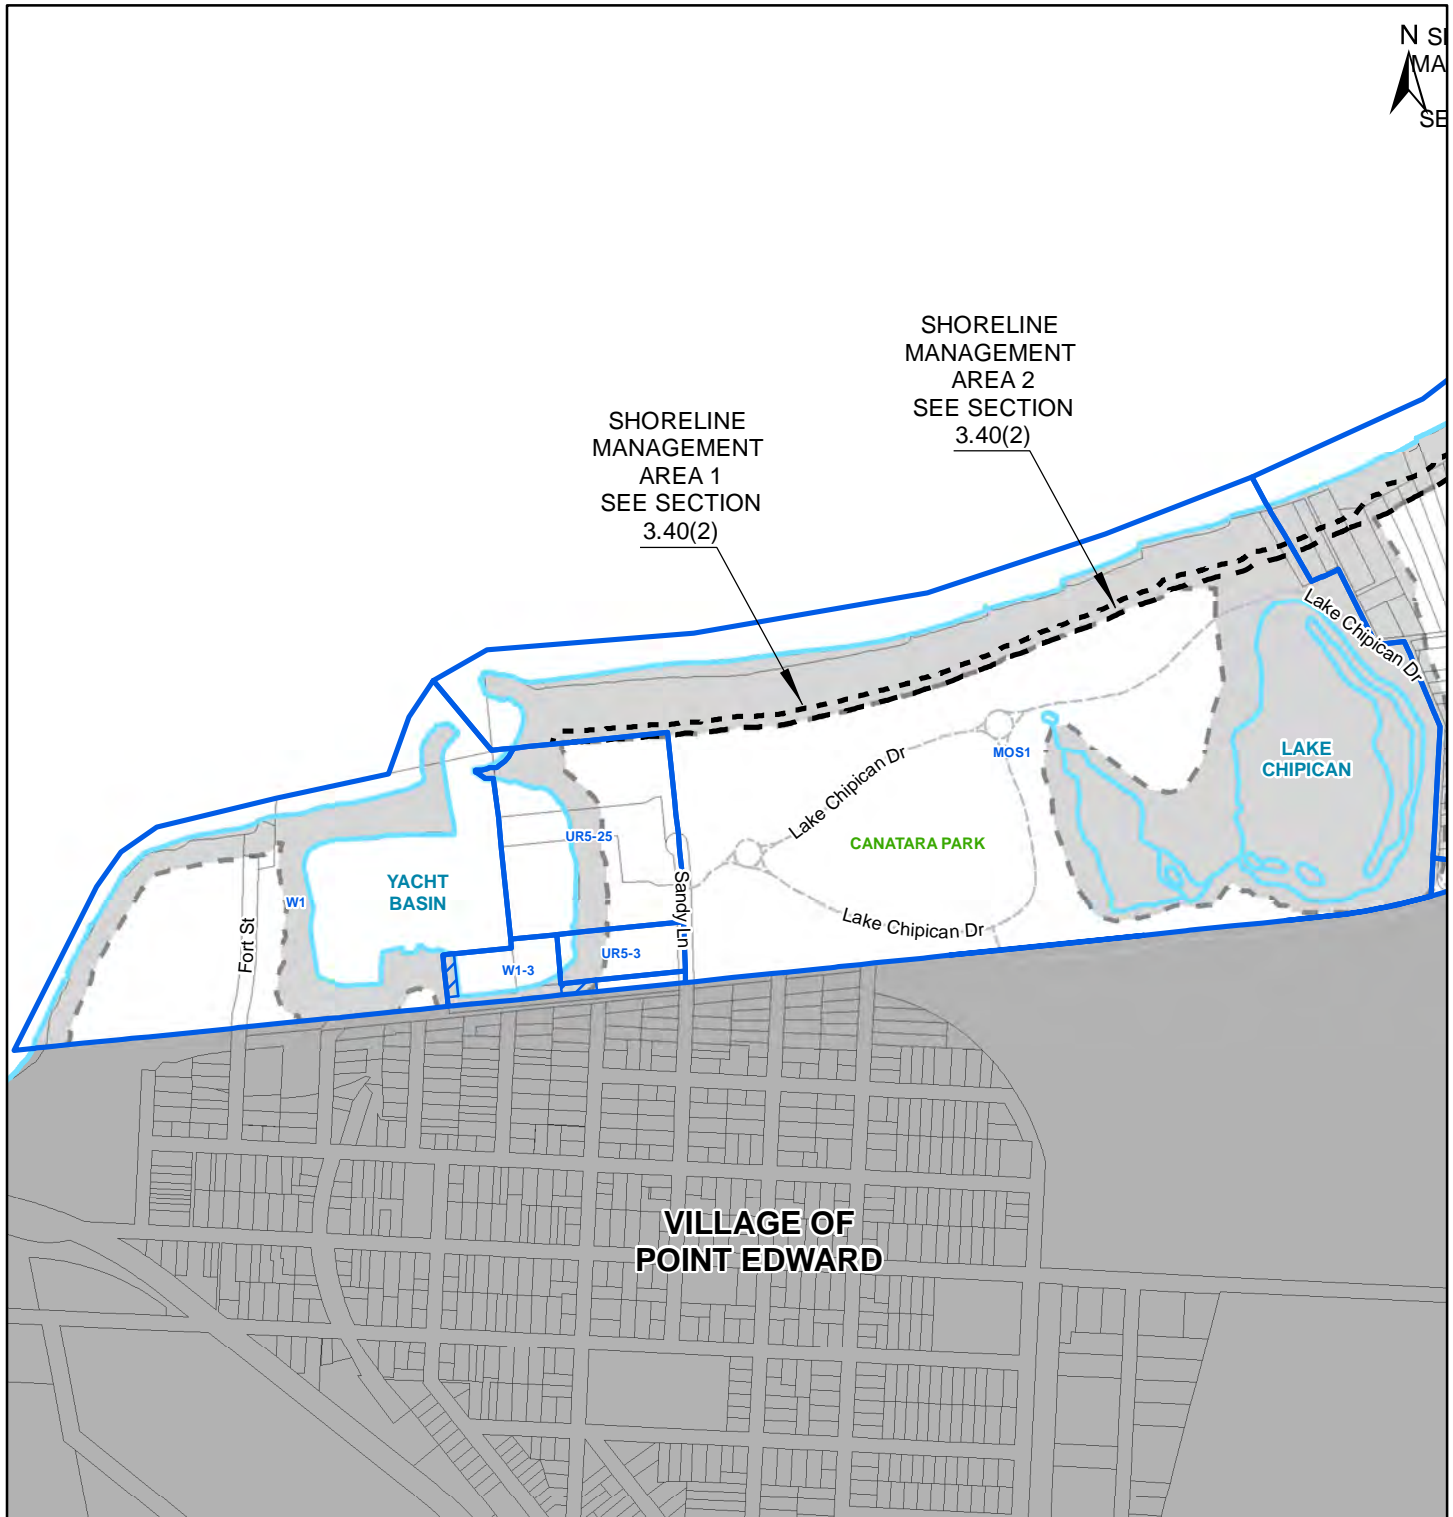 N
SHORELINE
MANAGEMENT
AREA 2
SEE SECTION
3.40(2)
SHORELINE
MANAGEMENT
AREA 1
SEE SECTION
3.40(2)
Lake Chipican Dr
LAKE
CHIPICAN
MOS1
Lake Chipican Dr
CANATARA PARK
UR5-25
YACHT
BASIN
W1
Sandy Ln
Fort St
Lake Chipican Dr
UR5-3
W1-3
VILLAGE OF
POINT EDWARD